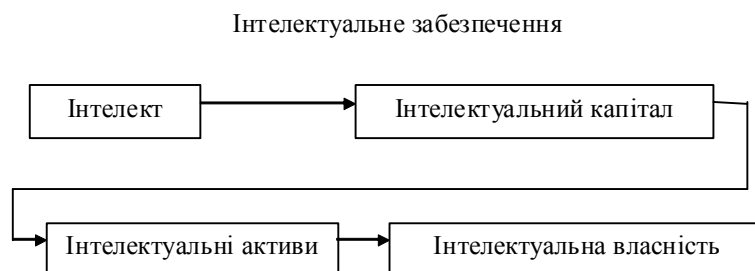 Інтелектуальне забезпечення
Інтелект
Інтелектуальний капітал
Інтелектуальні активи
Інтелектуальна власність